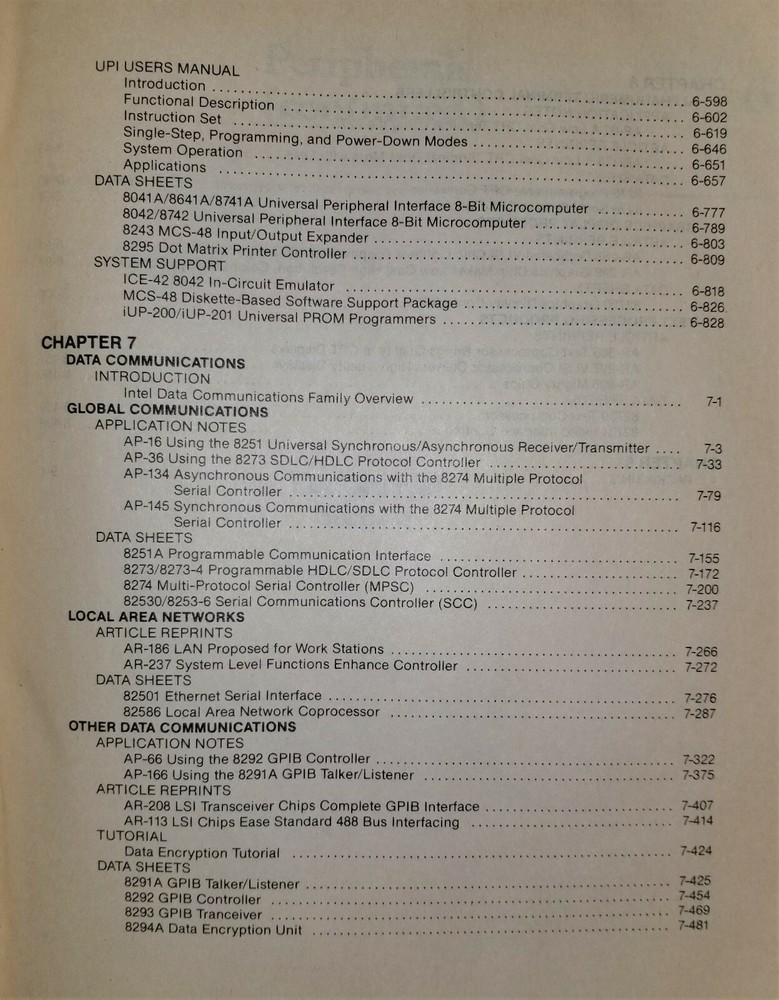 UPI USERS MANUAL
Introduction ........ 6-598
Functional Description ........ 6-602
Instruction Set ........ 6-619
Single-Step, Programming, and Power-Down Modes ........ 6-646
System Operation ........ 6-651
Applications ........ 6-657
DATA SHEETS
8041A/8641A/8741A Universal Peripheral Interface 8-Bit Microcomputer ........ 6-777
8042/8742 Universal Peripheral Interface 8-Bit Microcomputer ........ 6-789
8243 MCS-48 Input/Output Expander ........ 6-803
8295 Dot Matrix Printer Controller ........ 6-809
SYSTEM SUPPORT
ICE-42 8042 In-Circuit Emulator ........ 6-818
MCS-48 Diskette-Based Software Support Package ........ 6-826
iUP-200/iUP-201 Universal PROM Programmers ........ 6-828
CHAPTER 7
DATA COMMUNICATIONS
INTRODUCTION
Intel Data Communications Family Overview ........ 7-1
GLOBAL COMMUNICATIONS
APPLICATION NOTES
AP-16 Using the 8251 Universal Synchronous/Asynchronous Receiver/Transmitter .... 7-3
AP-36 Using the 8273 SDLC/HDLC Protocol Controller ........ 7-33
AP-134 Asynchronous Communications with the 8274 Multiple Protocol
Serial Controller ........ 7-79
AP-145 Synchronous Communications with the 8274 Multiple Protocol
Serial Controller ........ 7-116
DATA SHEETS
8251A Programmable Communication Interface ........ 7-155
8273/8273-4 Programmable HDLC/SDLC Protocol Controller ........ 7-172
8274 Multi-Protocol Serial Controller (MPSC) ........ 7-200
82530/8253-6 Serial Communications Controller (SCC) ........ 7-237
LOCAL AREA NETWORKS
ARTICLE REPRINTS
AR-186 LAN Proposed for Work Stations ........ 7-266
AR-237 System Level Functions Enhance Controller ........ 7-272
DATA SHEETS
82501 Ethernet Serial Interface ........ 7-276
82586 Local Area Network Coprocessor ........ 7-287
OTHER DATA COMMUNICATIONS
APPLICATION NOTES
AP-66 Using the 8292 GPIB Controller ........ 7-322
AP-166 Using the 8291A GPIB Talker/Listener ........ 7-375
ARTICLE REPRINTS
AR-208 LSI Transceiver Chips Complete GPIB Interface ........ 7-407
AR-113 LSI Chips Ease Standard 488 Bus Interfacing ........ 7-414
TUTORIAL
Data Encryption Tutorial ........ 7-424
DATA SHEETS
8291A GPIB Talker/Listener ........ 7-425
8292 GPIB Controller ........ 7-454
8293 GPIB Tranceiver ........ 7-469
8294A Data Encryption Unit ........ 7-481